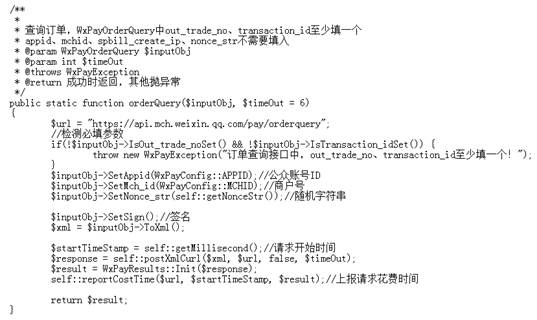 /**
*
* 查询订单，WxPayOrderQuery中out_trade_no、transaction_id至少填一个
* appid、mchid、spbill_create_ip、nonce_str不需要填入
* @param WxPayOrderQuery $inputObj
* @param int $timeOut
* @throws WxPayException
* @return 成功时返回，其他抛异常
*/
public static function orderQuery($inputObj, $timeOut = 6)
{
$url = "https://api.mch.weixin.qq.com/pay/orderquery";
//检测必填参数
if(!$inputObj->IsOut_trade_noSet() && !$inputObj->IsTransaction_idSet()) {
throw new WxPayException("订单查询接口中，out_trade_no、transaction_id至少填一个！");
}
$inputObj->SetAppid(WxPayConfig::APPID);//公众账号ID
$inputObj->SetMch_id(WxPayConfig::MCHID);//商户号
$inputObj->SetNonce_str(self::getNonceStr());//随机字符串
$inputObj->SetSign();//签名
$xml = $inputObj->ToXml();
$startTimeStamp = self::getMillisecond();//请求开始时间
$response = self::postXmlCurl($xml, $url, false, $timeOut);
$result = WxPayResults::Init($response);
self::reportCostTime($url, $startTimeStamp, $result);//上报请求花费时间
return $result;
}